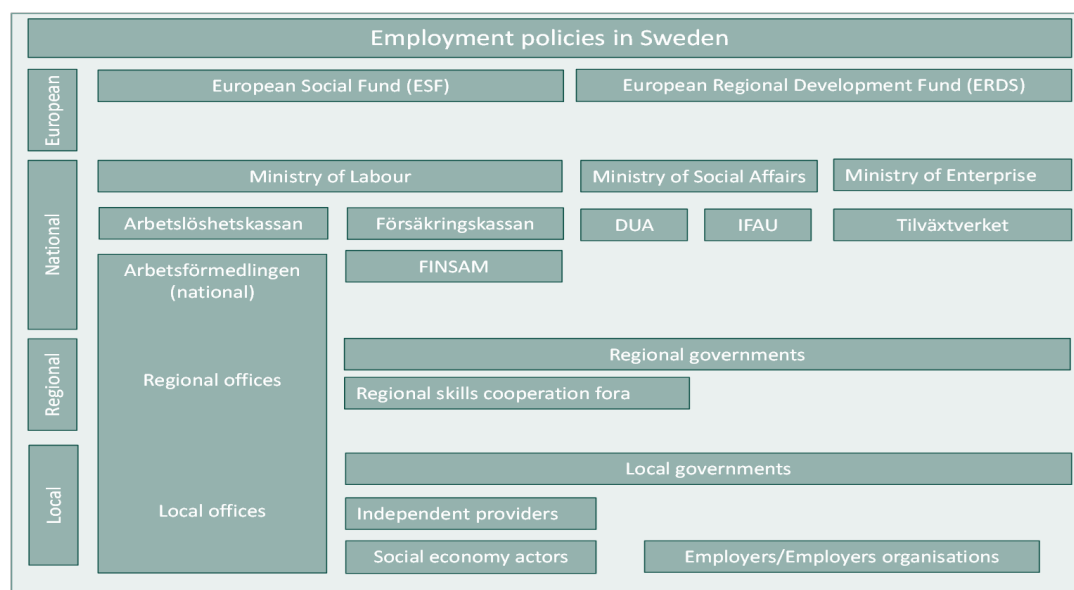 Employment policies in Sweden
European
European Social Fund (ESF)
European Regional Development Fund (ERDS)
National
Ministry of Labour
Ministry of Social Affairs
Ministry of Enterprise
Arbetslöshetskassan
Försäkringskassan
DUA
IFAU
Tilväxtverket
Arbetsförmedlingen
(national)
FINSAM
Regional
Regional offices
Regional governments
Regional skills cooperation fora
Local
Local offices
Local governments
Independent providers
Social economy actors
Employers/Employers organisations